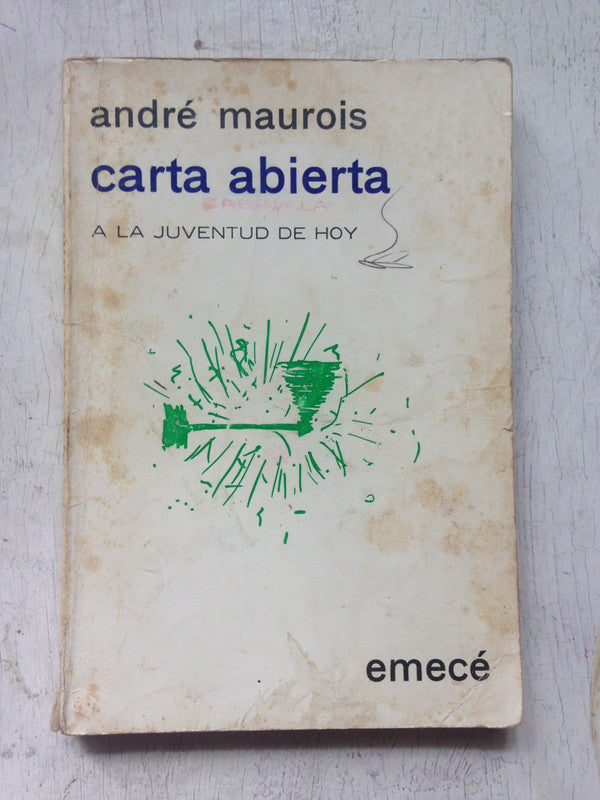 andré maurois
carta abierta
A LA JUVENTUD DE HOY
emecé